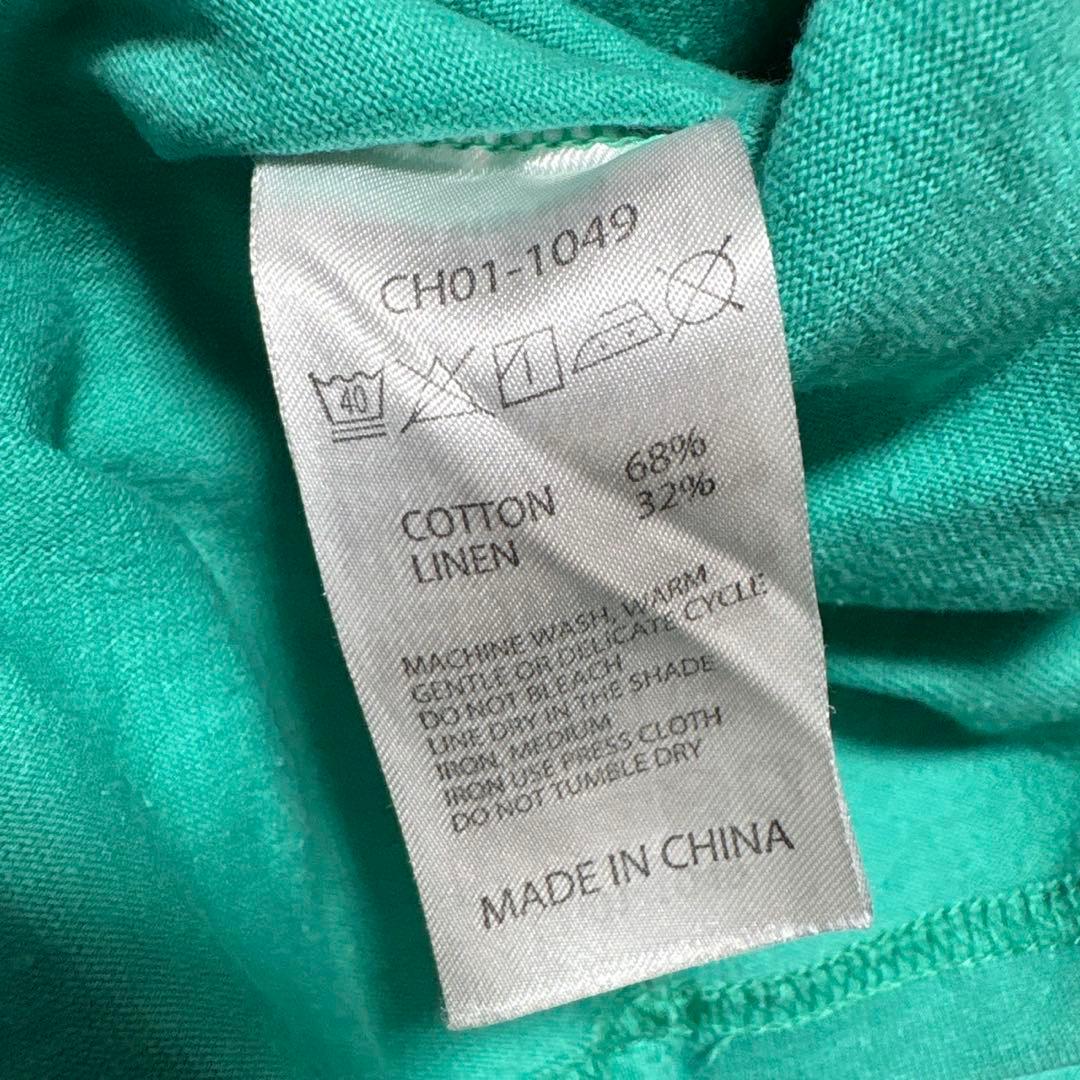 CH01-1049
40
COTTON 68%
LINEN 32%
MACHINE WASH, WARM
GENTLE OR DELICATE CYCLE
DO NOT BLEACH
LINE DRY IN THE SHADE
IRON, MEDIUM
IRON USE PRESS CLOTH
DO NOT TUMBLE DRY
MADE IN CHINA